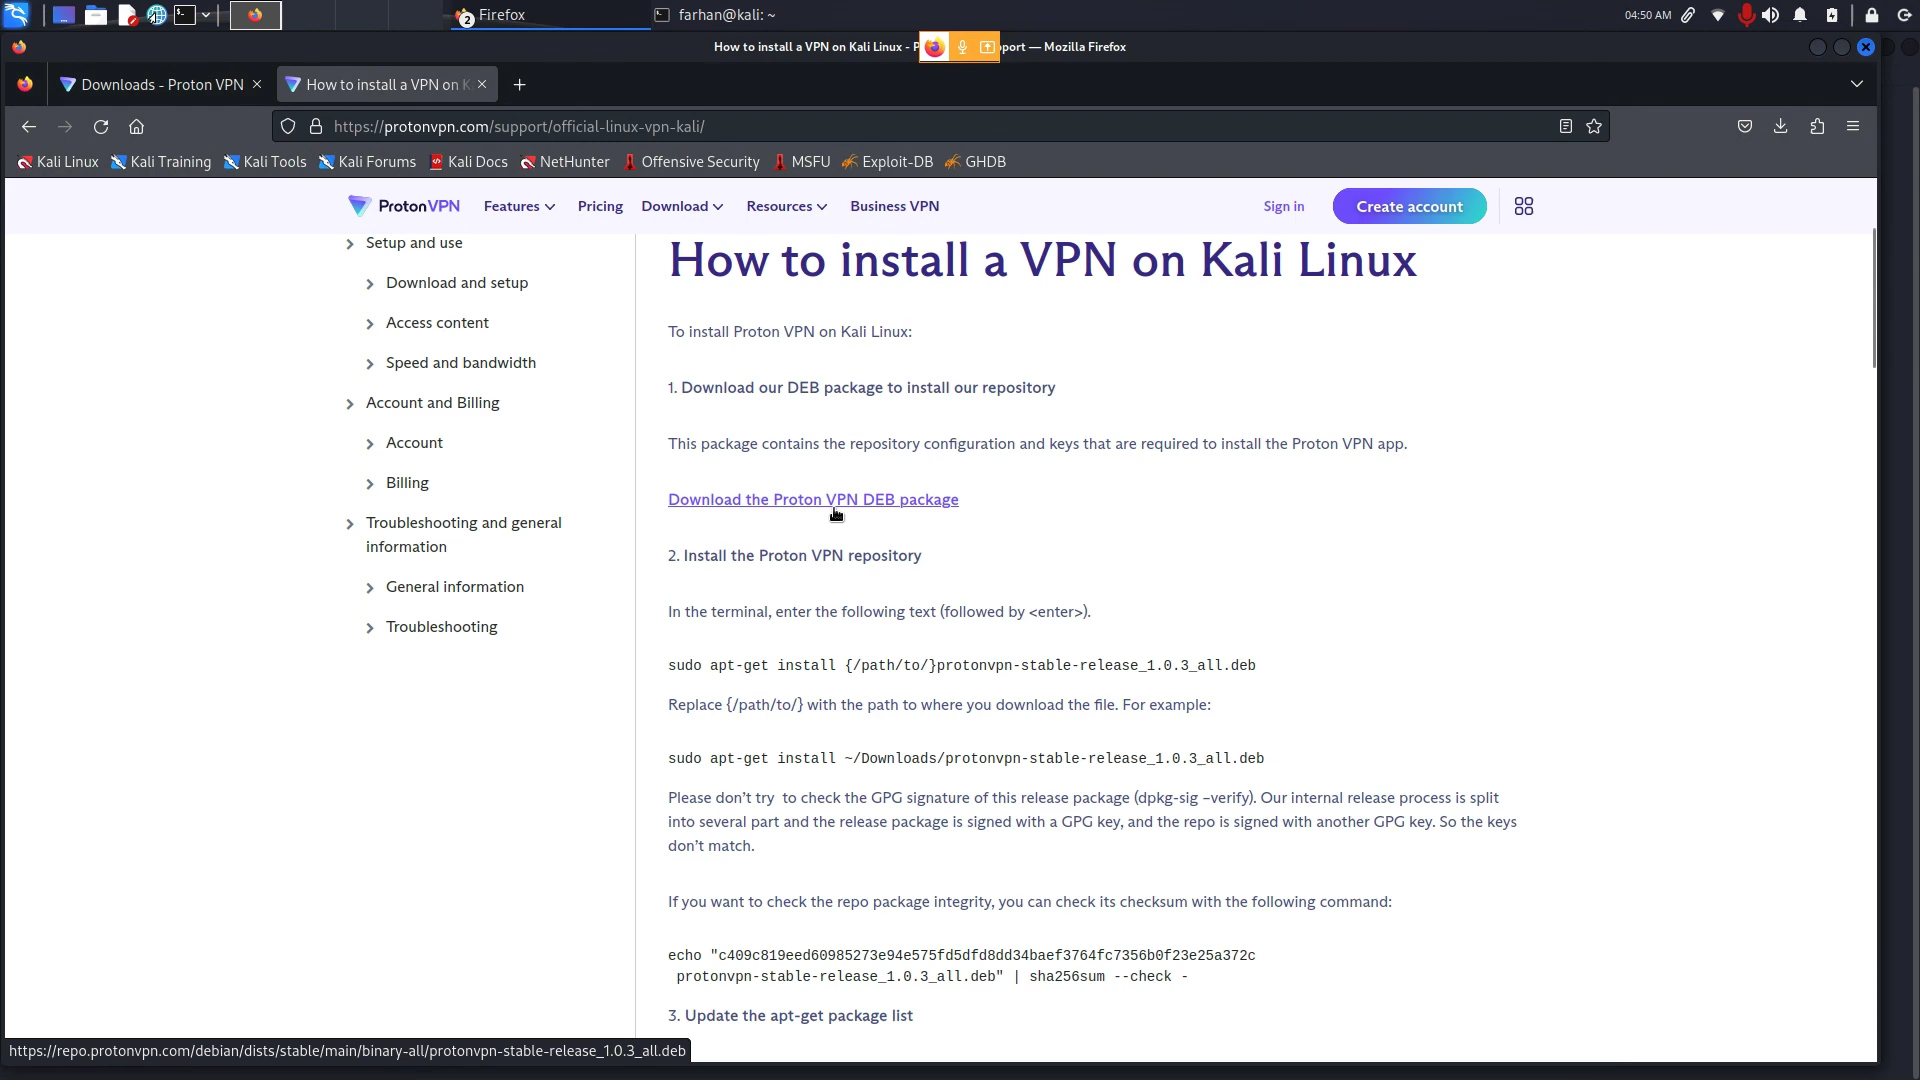 2
Firefox
farhan@kali: ~
04:50 AM
How to install a VPN on Kali Linux - P
port — Mozilla Firefox
Downloads - Proton VPN
How to install a VPN on K
https://protonvpn.com/support/official-linux-vpn-kali/
Kali Linux
Kali Training
Kali Tools
Kali Forums
Kali Docs
NetHunter
Offensive Security
MSFU
Exploit-DB
GHDB
ProtonVPN
Features
Pricing
Download
Resources
Business VPN
Sign in
Create account
Setup and use
Download and setup
Access content
Speed and bandwidth
Account and Billing
Account
Billing
Troubleshooting and general
information
General information
Troubleshooting
How to install a VPN on Kali Linux
To install Proton VPN on Kali Linux:
1. Download our DEB package to install our repository
This package contains the repository configuration and keys that are required to install the Proton VPN app.
Download the Proton VPN DEB package
2. Install the Proton VPN repository
In the terminal, enter the following text (followed by <enter>).
sudo apt-get install {/path/to/}protonvpn-stable-release_1.0.3_all.deb
Replace {/path/to/} with the path to where you download the file. For example:
sudo apt-get install ~/Downloads/protonvpn-stable-release_1.0.3_all.deb
Please don’t try  to check the GPG signature of this release package (dpkg-sig –verify). Our internal release process is split
into several part and the release package is signed with a GPG key, and the repo is signed with another GPG key. So the keys
don’t match.
If you want to check the repo package integrity, you can check its checksum with the following command:
echo "c409c819eed60985273e94e575fd5dfd8dd34baef3764fc7356b0f23e25a372c
protonvpn-stable-release_1.0.3_all.deb" | sha256sum --check -
3. Update the apt-get package list
https://repo.protonvpn.com/debian/dists/stable/main/binary-all/protonvpn-stable-release_1.0.3_all.deb